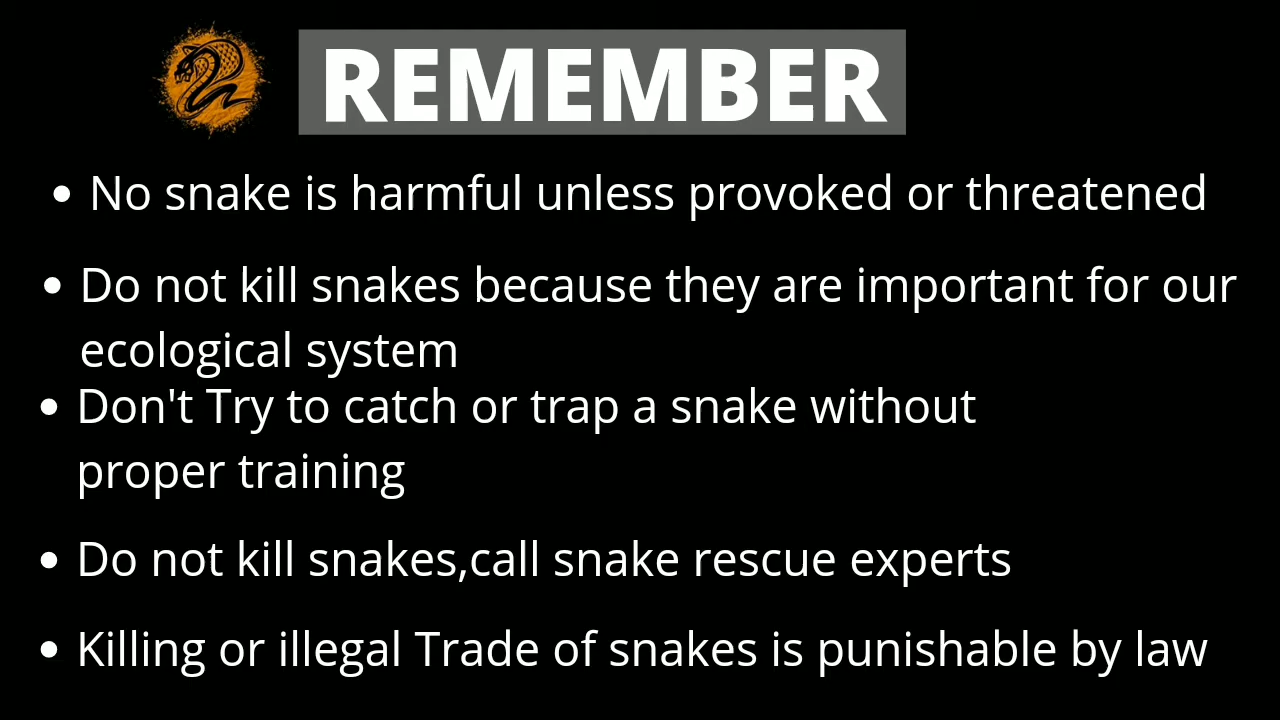 REMEMBER
• No snake is harmful unless provoked or threatened
• Do not kill snakes because they are important for our
ecological system
• Don't Try to catch or trap a snake without
proper training
• Do not kill snakes,call snake rescue experts
• Killing or illegal Trade of snakes is punishable by law